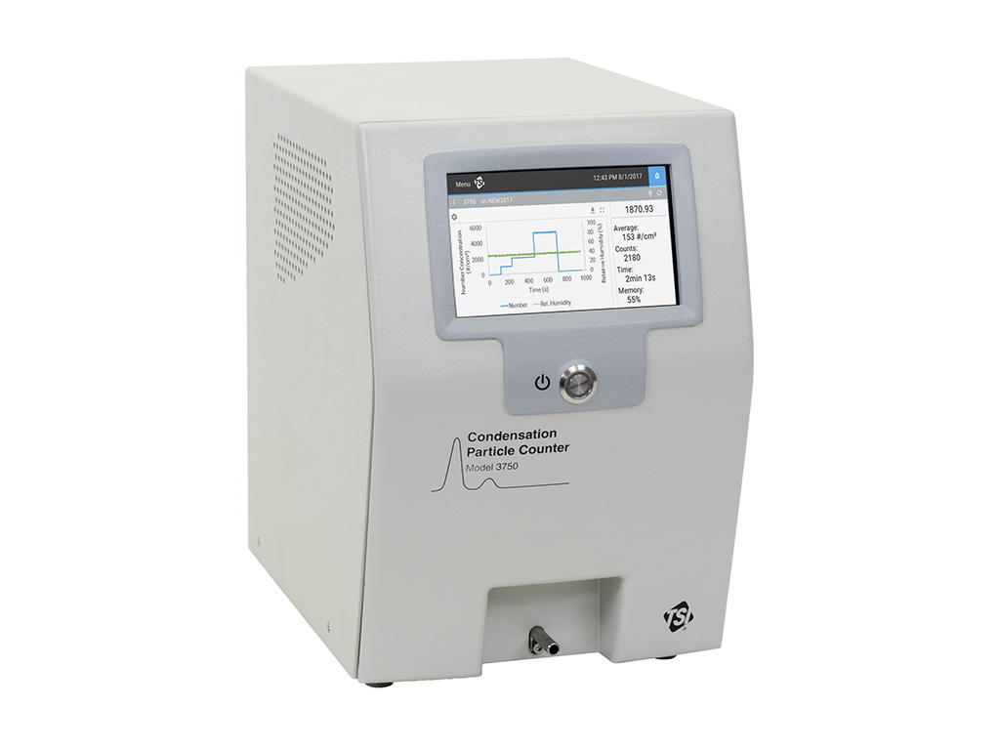 Menu TSI 12:43 PM 8/1/2017
3750 sn NEW2017
1870.93
Number Concentration
(#/cm³)
6000
4000
2000
0
100
80
60
40
20
0
Relative Humidity (%)
0 200 400 600 800 1000
Time (s)
Number Rel. Humidity
Average:
153 #/cm³
Counts:
2180
Time:
2min 13s
Memory:
55%
Condensation
Particle Counter
Model 3750
TSI
®